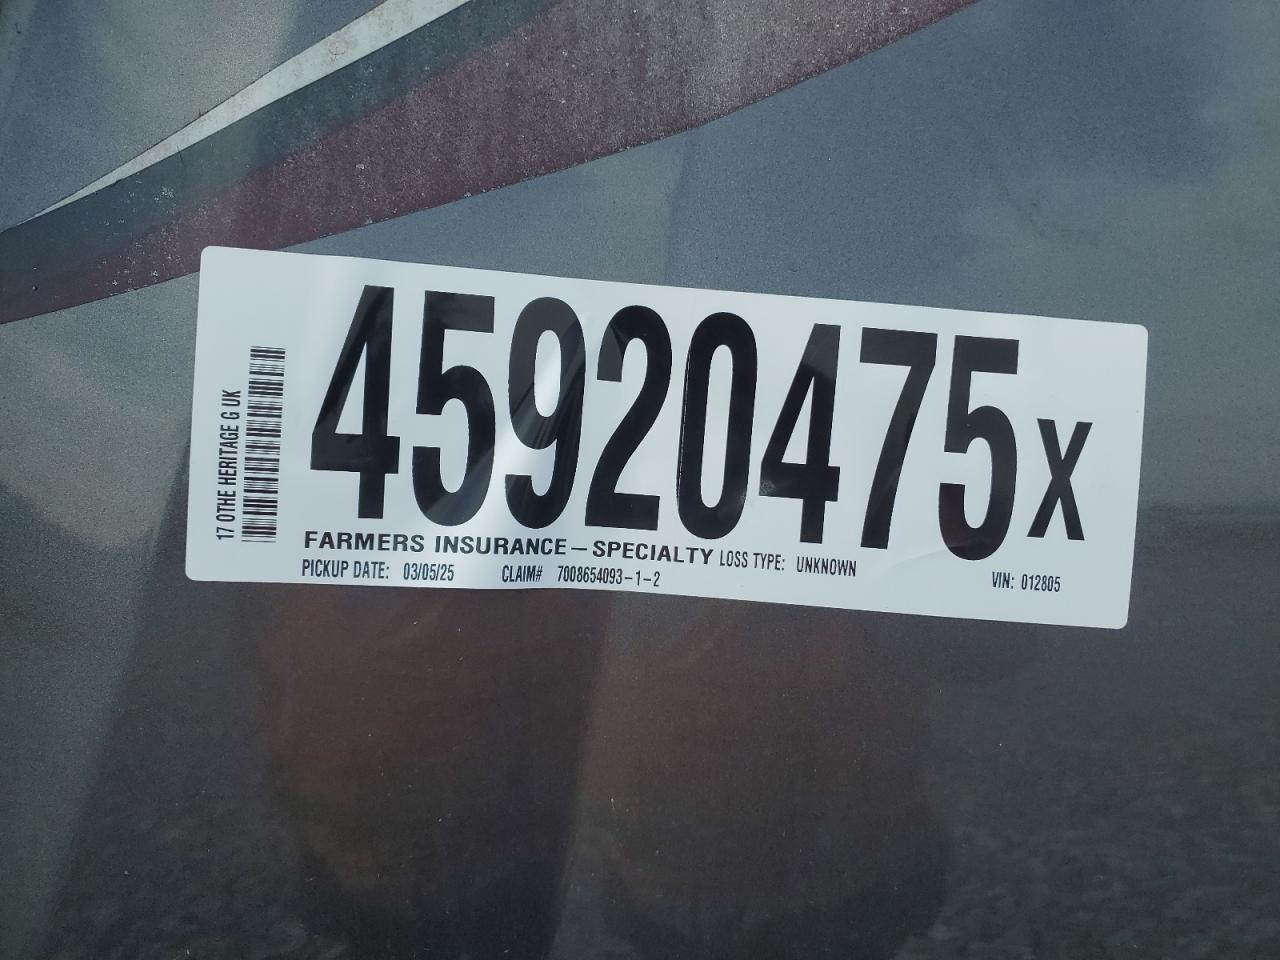 17 OTHE HERITAGE G UK
45920475 X
FARMERS INSURANCE – SPECIALTY LOSS TYPE: UNKNOWN
PICKUP DATE: 03/05/25 CLAIM# 7008654093-1-2 VIN: 012805